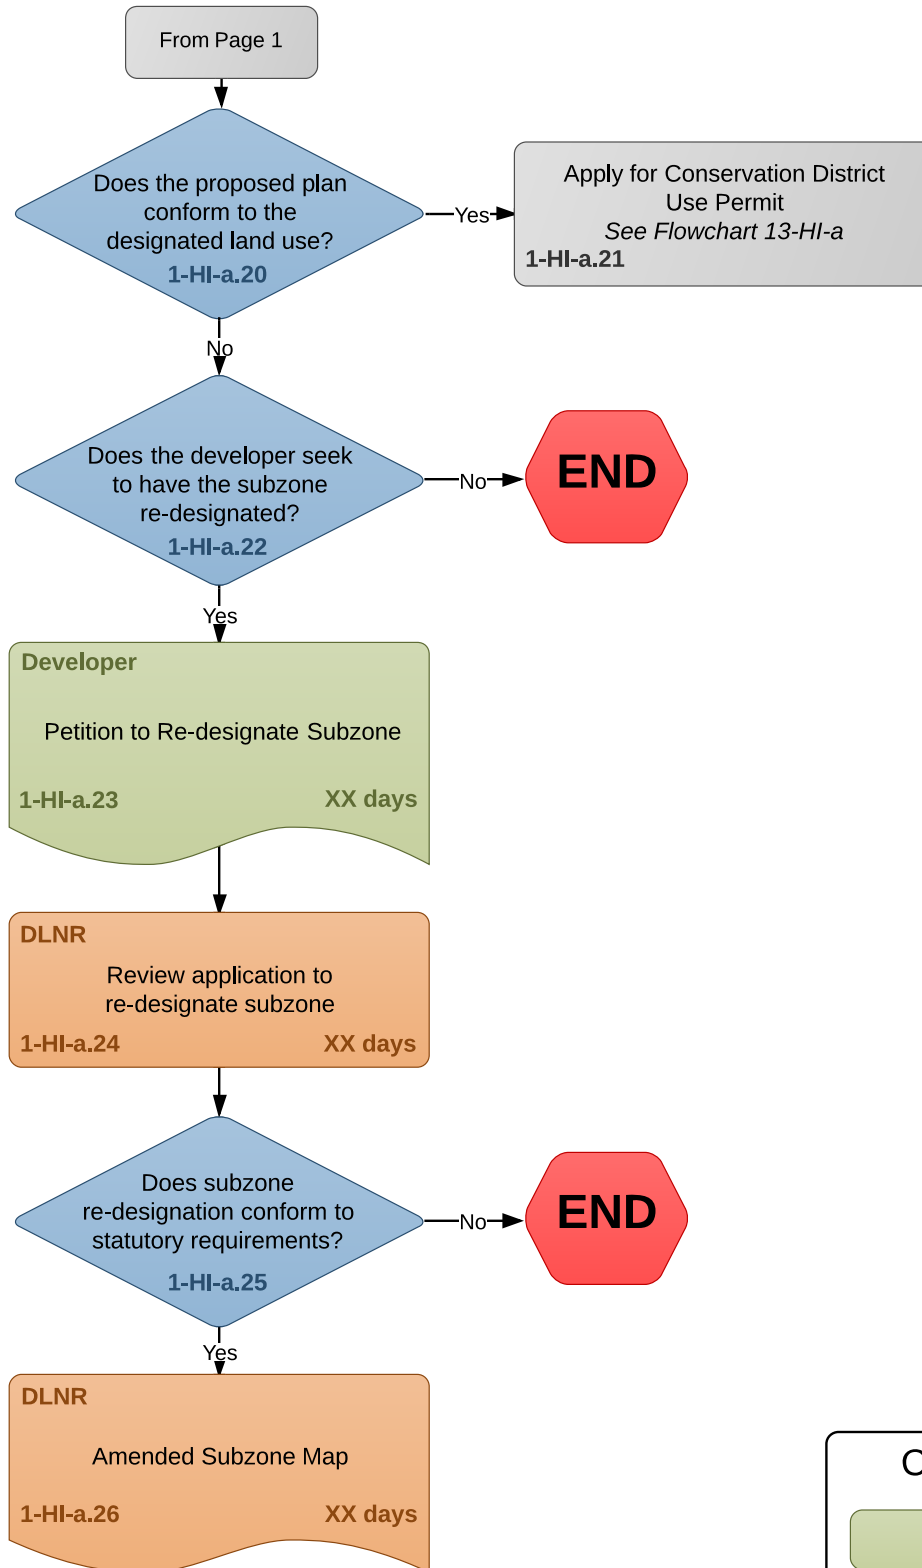 From Page 1
Does the proposed plan
conform to the
designated land use?
1-HI-a.20
Yes
Apply for Conservation District
Use Permit
See Flowchart 13-HI-a
1-HI-a.21
No
Does the developer seek
to have the subzone
re-designated?
1-HI-a.22
No
END
Yes
Developer
Petition to Re-designate Subzone
1-HI-a.23 XX days
DLNR
Review application to
re-designate subzone
1-HI-a.24 XX days
Does subzone
re-designation conform to
statutory requirements?
1-HI-a.25
No
END
Yes
DLNR
Amended Subzone Map
1-HI-a.26 XX days